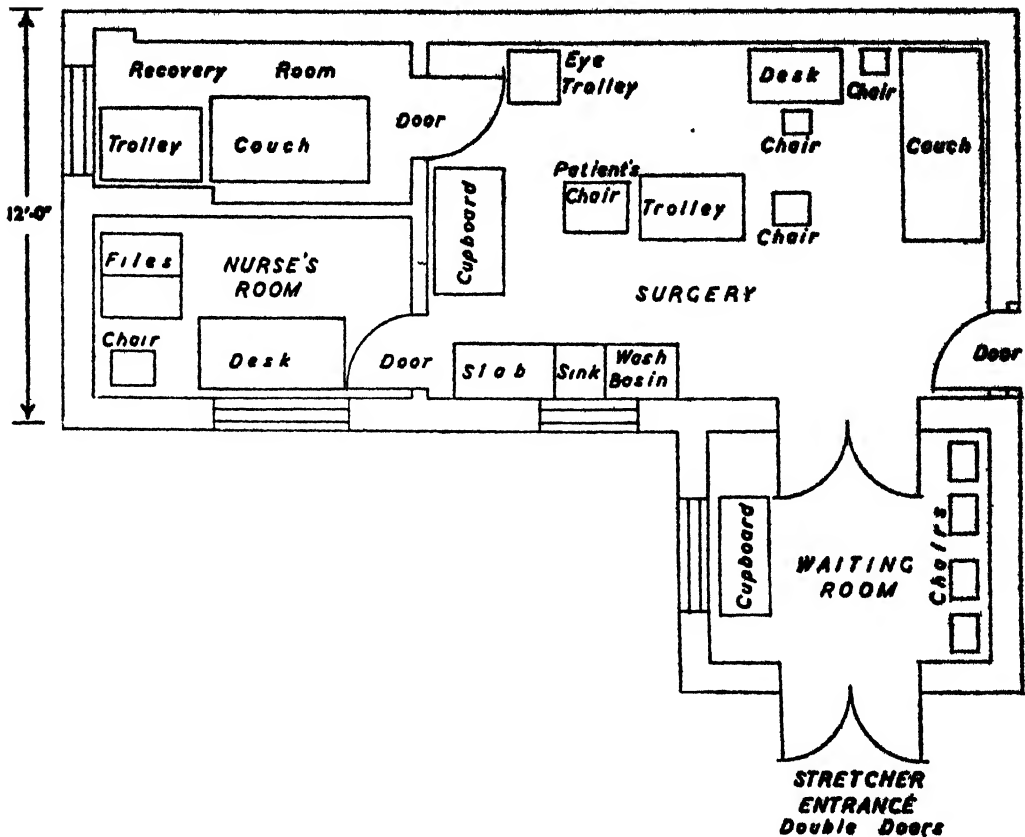 Recovery Room
Trolley
Couch
Door
Eye
Trolley
Desk
Chair
Chair
Couch
Patient's
Chair
Trolley
Chair
Cupboard
12'-0"
Files
NURSE'S
ROOM
SURGERY
Chair
Desk
Door
Slab
Sink
Wash
Basin
Door
Cupboard
WAITING
ROOM
Chairs
STRETCHER
ENTRANCE
Double Doors